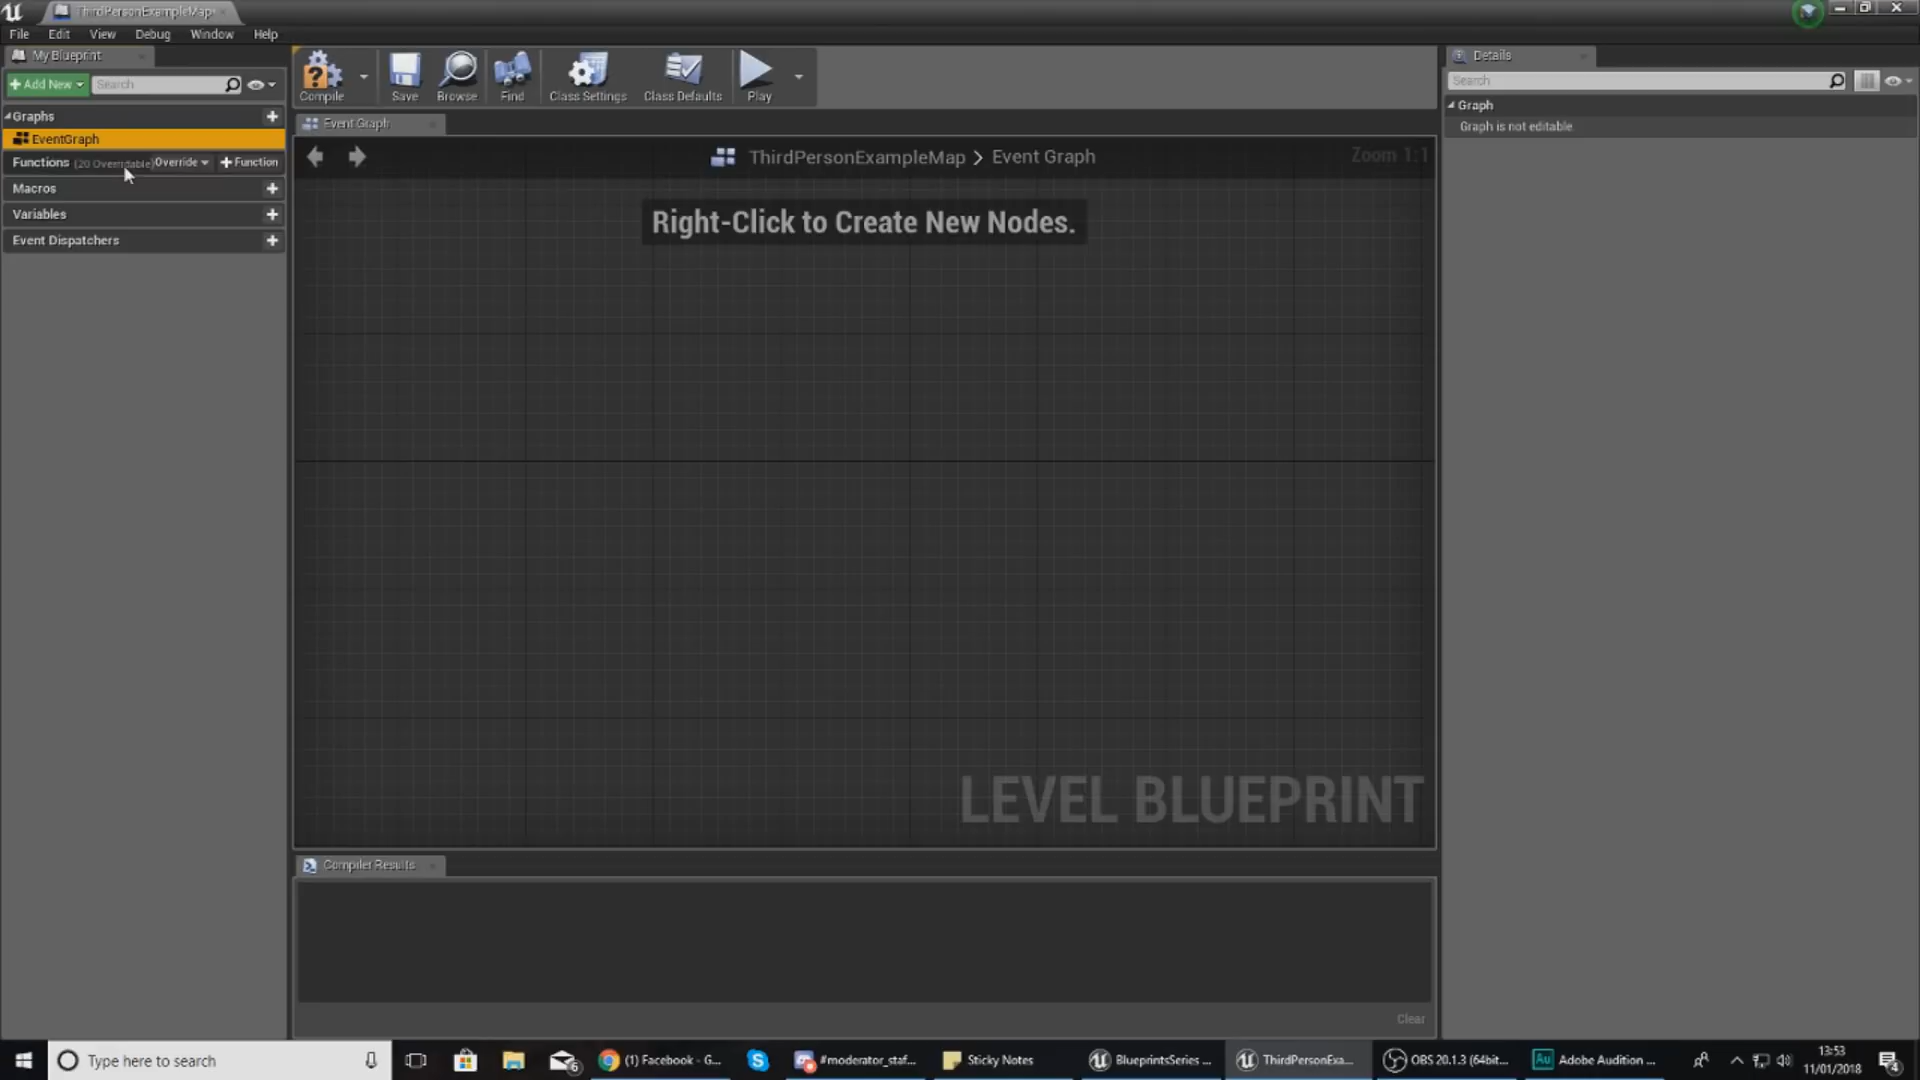 ThirdPersonExampleMap
File Edit View Debug Window Help
My Blueprint
Add New Search
Graphs
EventGraph
Functions (20 Overridable) Override Function
Macros
Variables
Event Dispatchers
Compile Save Browse Find Class Settings Class Defaults Play
Event Graph
ThirdPersonExampleMap > Event Graph
Zoom 1:1
Right-Click to Create New Nodes.
LEVEL BLUEPRINT
Compiler Results
Clear
Details
Search
Graph
Graph is not editable
Type here to search
6
(1) Facebook - G...
#moderator_staf...
Sticky Notes
BlueprintsSeries ...
ThirdPersonExa...
OBS 20.1.3 (64bit...
Au Adobe Audition ...
13:53
11/01/2018
4